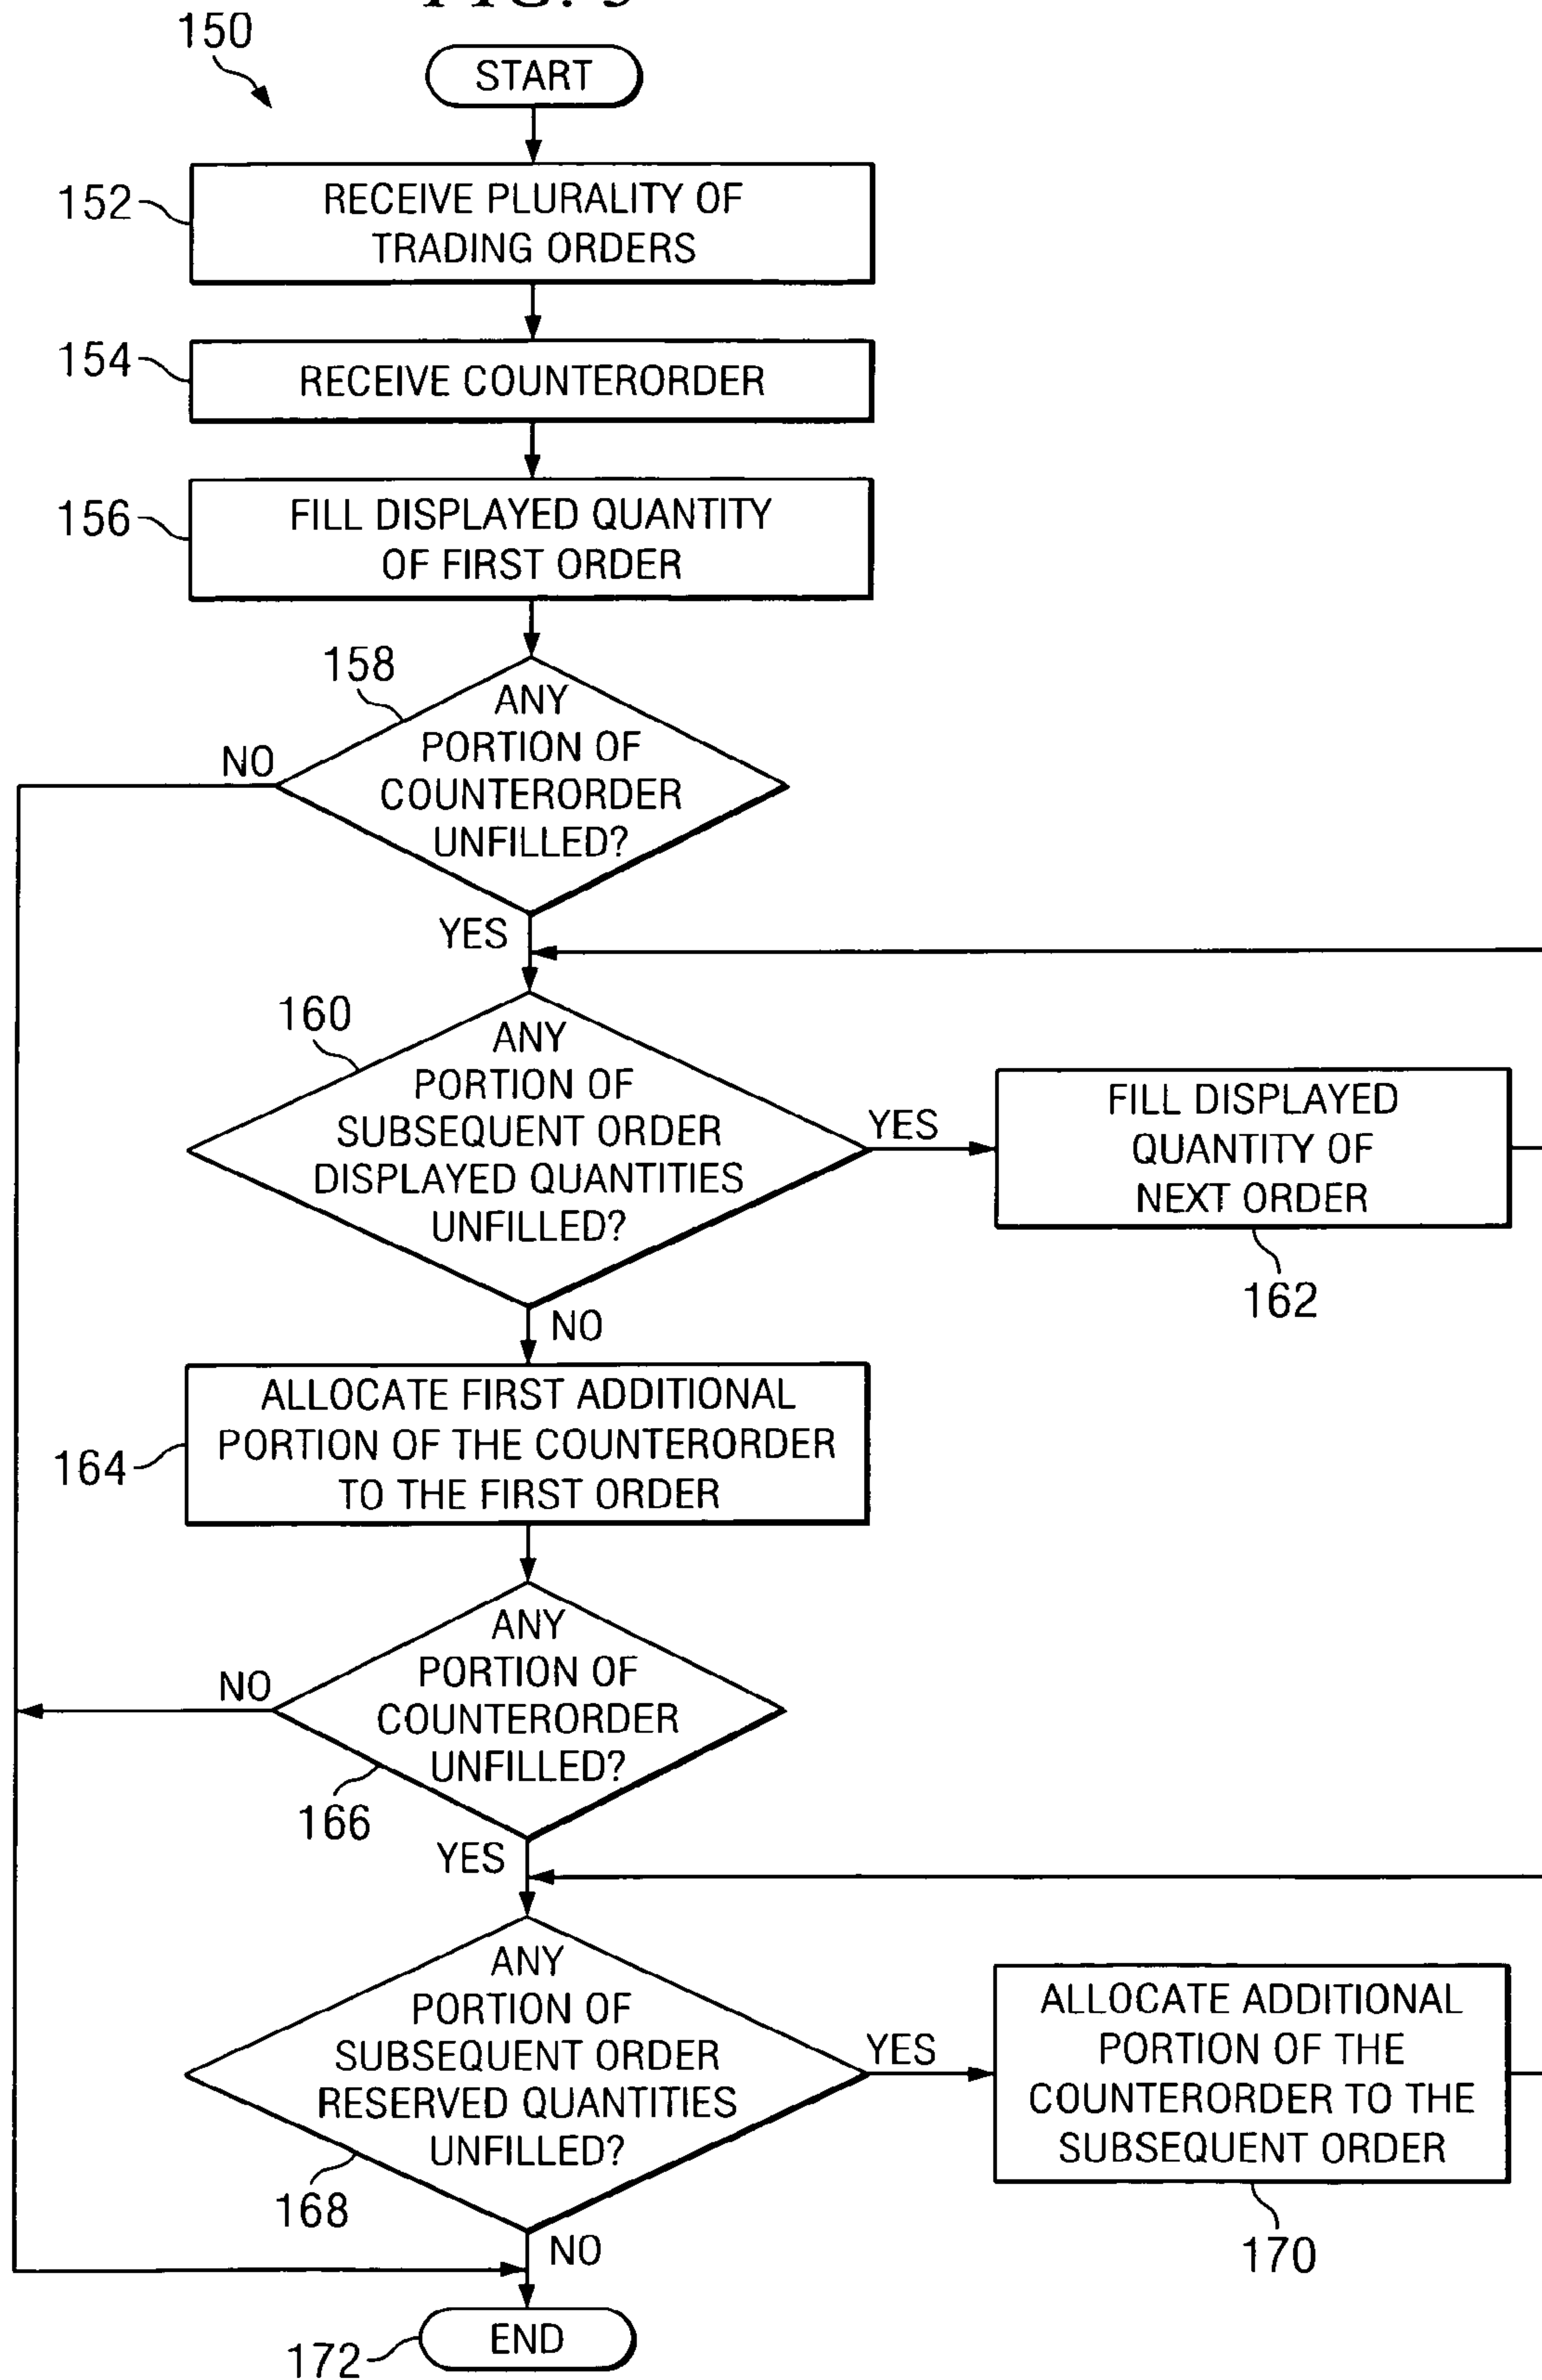 150
START
152
RECEIVE PLURALITY OF
TRADING ORDERS
154
RECEIVE COUNTERORDER
156
FILL DISPLAYED QUANTITY
OF FIRST ORDER
158
ANY
PORTION OF
COUNTERORDER
UNFILLED?
NO
YES
160
ANY
PORTION OF
SUBSEQUENT ORDER
DISPLAYED QUANTITIES
UNFILLED?
YES
FILL DISPLAYED
QUANTITY OF
NEXT ORDER
162
NO
164
ALLOCATE FIRST ADDITIONAL
PORTION OF THE COUNTERORDER
TO THE FIRST ORDER
ANY
PORTION OF
COUNTERORDER
UNFILLED?
NO
166
YES
ANY
PORTION OF
SUBSEQUENT ORDER
RESERVED QUANTITIES
UNFILLED?
168
YES
ALLOCATE ADDITIONAL
PORTION OF THE
COUNTERORDER TO THE
SUBSEQUENT ORDER
170
NO
END
172